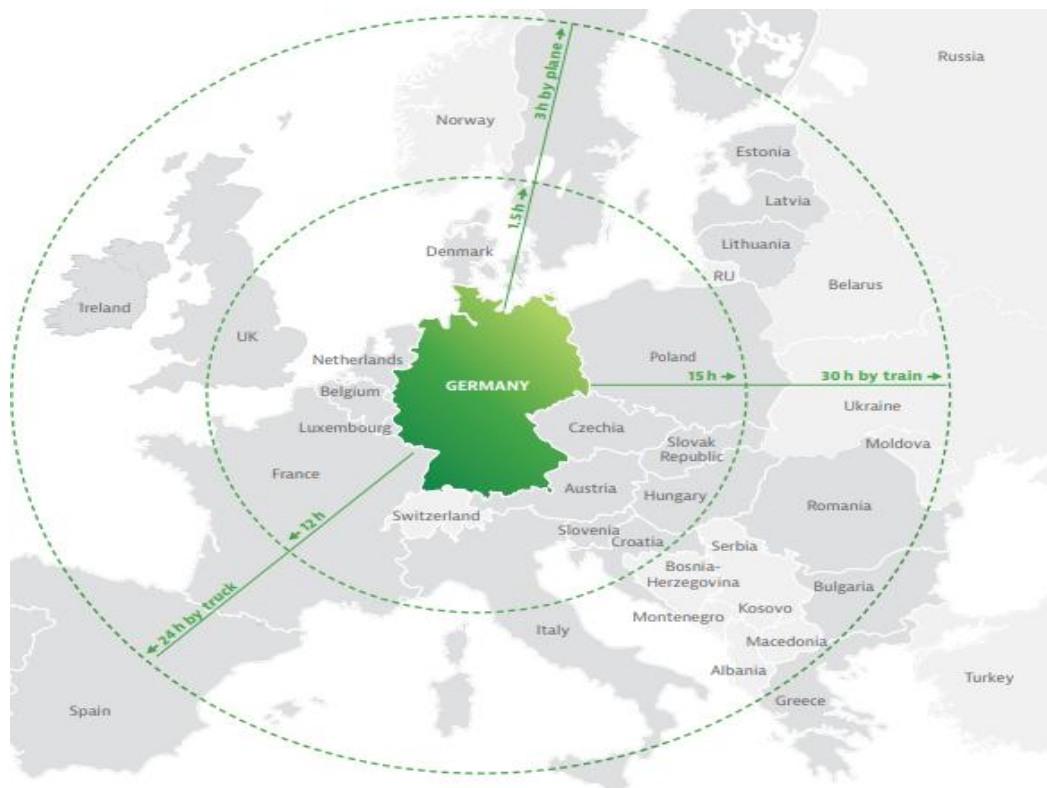 Russia
3 h by plane
Norway
Estonia
Latvia
1.5 h
Lithuania
Denmark
RU
Belarus
Ireland
UK
Netherlands
Poland
15 h
30 h by train
GERMANY
Belgium
Ukraine
Luxembourg
Czechia
Moldova
Slovak
Republic
France
Austria
Hungary
Romania
Switzerland
12 h
Slovenia
Croatia
Serbia
Bosnia-
Herzegovina
Bulgaria
24 h by truck
Kosovo
Montenegro
Italy
Macedonia
Albania
Turkey
Greece
Spain